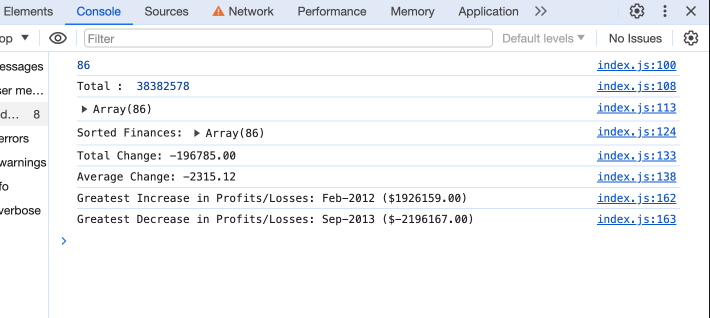 Elements Console Sources Network Performance Memory Application
op Filter Default levels No Issues
essages
ser me...
d... 8
errors
warnings
fo
verbose
86 index.js:100
Total : 38382578 index.js:108
Array(86) index.js:113
Sorted Finances: Array(86) index.js:124
Total Change: -196785.00 index.js:133
Average Change: -2315.12 index.js:138
Greatest Increase in Profits/Losses: Feb-2012 ($1926159.00) index.js:162
Greatest Decrease in Profits/Losses: Sep-2013 ($-2196167.00) index.js:163